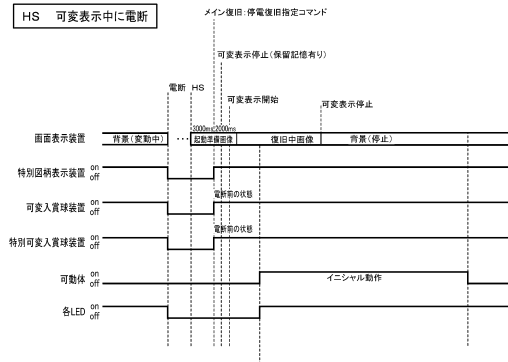 HS 可変表示中に電断
メイン復旧:停電復旧指定コマンド
可変表示停止(保留記憶有り)
電断 HS
可変表示開始
可変表示停止
3000ms 2000ms
画面表示装置 背景(変動中) … 起動準備画像 復旧中画像 背景(停止)
特別図柄表示装置 on off
電断前の状態
可変入賞球装置 on off
電断前の状態
特別可変入賞球装置 on off
可動体 on off イニシャル動作
各LED on off